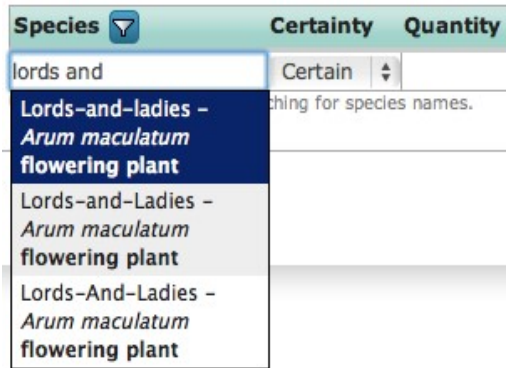 Species Certainty Quantity
lords and Certain
ching for species names.
Lords-and-ladies –
Arum maculatum
flowering plant
Lords-and-Ladies –
Arum maculatum
flowering plant
Lords-And-Ladies –
Arum maculatum
flowering plant